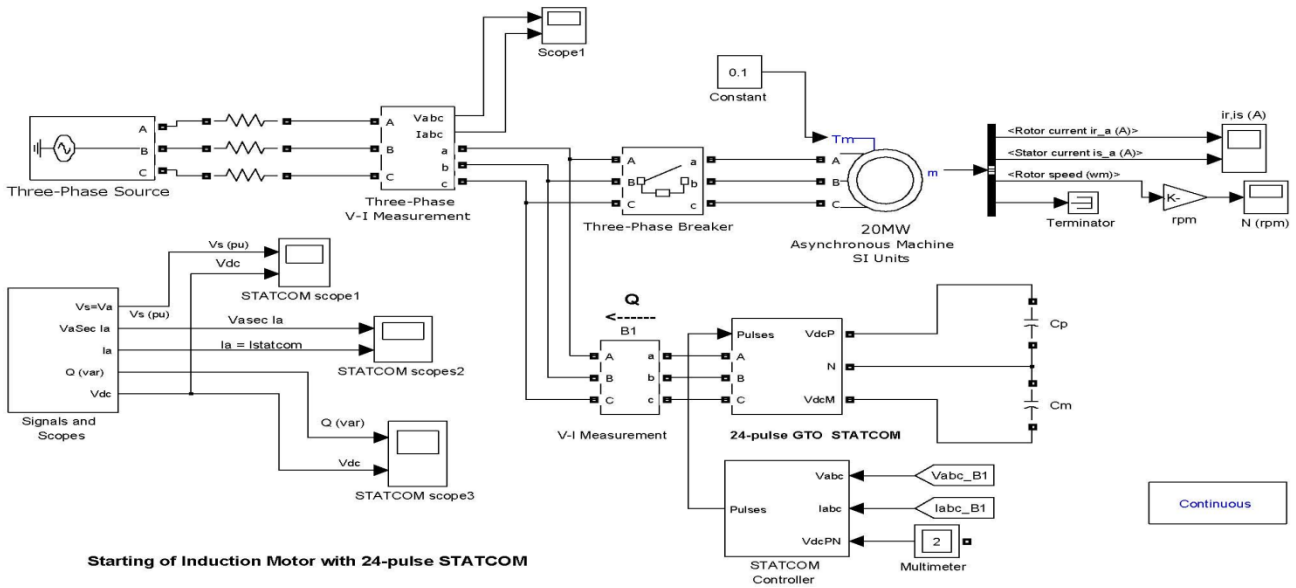 Scope1
0.1
Constant
Tm
ir,is (A)
<Rotor current ir_a (A)>
<Stator current is_a (A)>
<Rotor speed (wm)>
Vabc
Iabc
A
B
C
A
B
C
a
b
c
A
B
C
a
b
c
A
B
C
m
K-
rpm
N (rpm)
Terminator
Three-Phase Source
Three-Phase
V-I Measurement
Three-Phase Breaker
20MW
Asynchronous Machine
SI Units
Vs (pu)
Vdc
STATCOM scope1
Vs=Va
Vs (pu)
VaSec Ia
Vasec Ia
Ia
Ia = Istatcom
STATCOM scopes2
Q (var)
Vdc
Signals and
Scopes
Q (var)
Vdc
STATCOM scope3
Q
<-----
B1
A
B
C
a
b
c
V-I Measurement
Pulses
A
B
C
VdcP
N
VdcM
24-pulse GTO STATCOM
Cp
Cm
Pulses
Vabc
Iabc
VdcPN
Vabc_B1
Iabc_B1
2
Multimeter
STATCOM
Controller
Continuous
Starting of Induction Motor with 24-pulse STATCOM